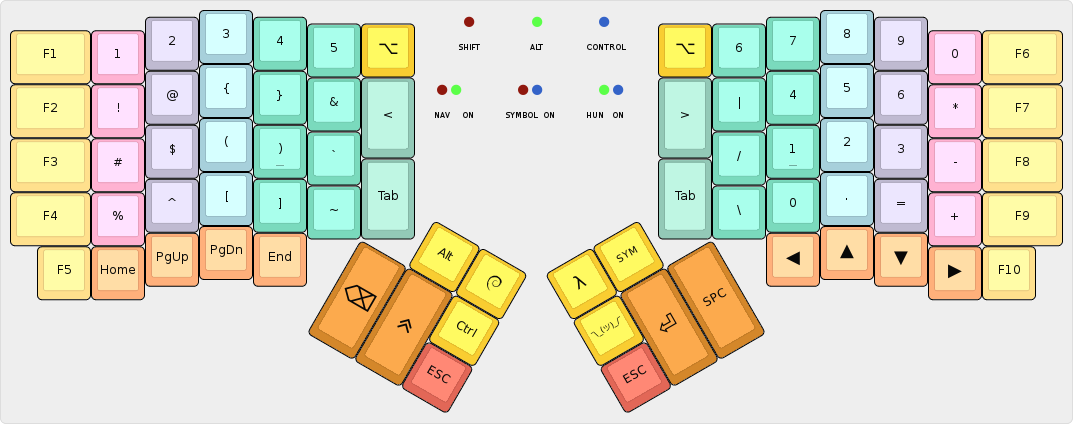 F1 1 2 3 4 5 ⌥
SHIFT ALT CONTROL
⌥ 6 7 8 9 0 F6
F2 ! @ { } & <
NAV ON SYMBOL ON HUN ON
> | 4 5 6 * F7
F3 # $ ( ) _ `
/ 1 _ 2 3 - F8
F4 % ^ [ ] ~ Tab
Tab \ 0 . = + F9
F5 Home PgUp PgDn End
◀ ▲ ▼ ▶ F10
Alt
Ctrl
ESC
λ SYM
¯\_(ツ)_/¯ SPC
ESC